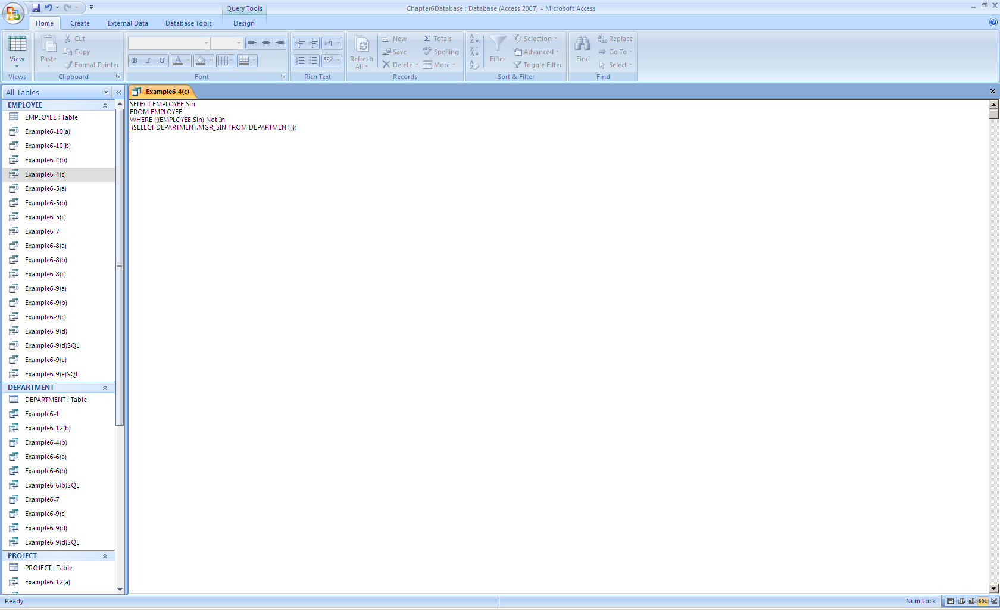 Query Tools
Chapter6Database : Database (Access 2007) - Microsoft Access
Home
Create
External Data
Database Tools
Design
View
Views
Paste
Cut
Copy
Format Painter
Clipboard
B I U A
Font
ab
Rich Text
Refresh
All
New
Save
Delete
Σ Totals
ABC Spelling
More
Records
Filter
Selection
Advanced
Toggle Filter
Sort & Filter
Find
Replace
Go To
Select
Find
All Tables
EMPLOYEE
EMPLOYEE : Table
Example6-10(a)
Example6-10(b)
Example6-4(b)
Example6-4(c)
Example6-5(a)
Example6-5(b)
Example6-5(c)
Example6-7
Example6-8(a)
Example6-8(b)
Example6-8(c)
Example6-9(a)
Example6-9(b)
Example6-9(c)
Example6-9(d)
Example6-9(d)SQL
Example6-9(e)
Example6-9(e)SQL
DEPARTMENT
DEPARTMENT : Table
Example6-1
Example6-12(b)
Example6-4(b)
Example6-6(a)
Example6-6(b)
Example6-6(b)SQL
Example6-7
Example6-9(c)
Example6-9(d)
Example6-9(d)SQL
PROJECT
PROJECT : Table
Example6-12(a)
Example6-4(c)
SELECT EMPLOYEE.Sin
FROM EMPLOYEE
WHERE (((EMPLOYEE.Sin) Not In
(SELECT DEPARTMENT.MGR_SIN FROM DEPARTMENT)));
Ready
Num Lock
SQL